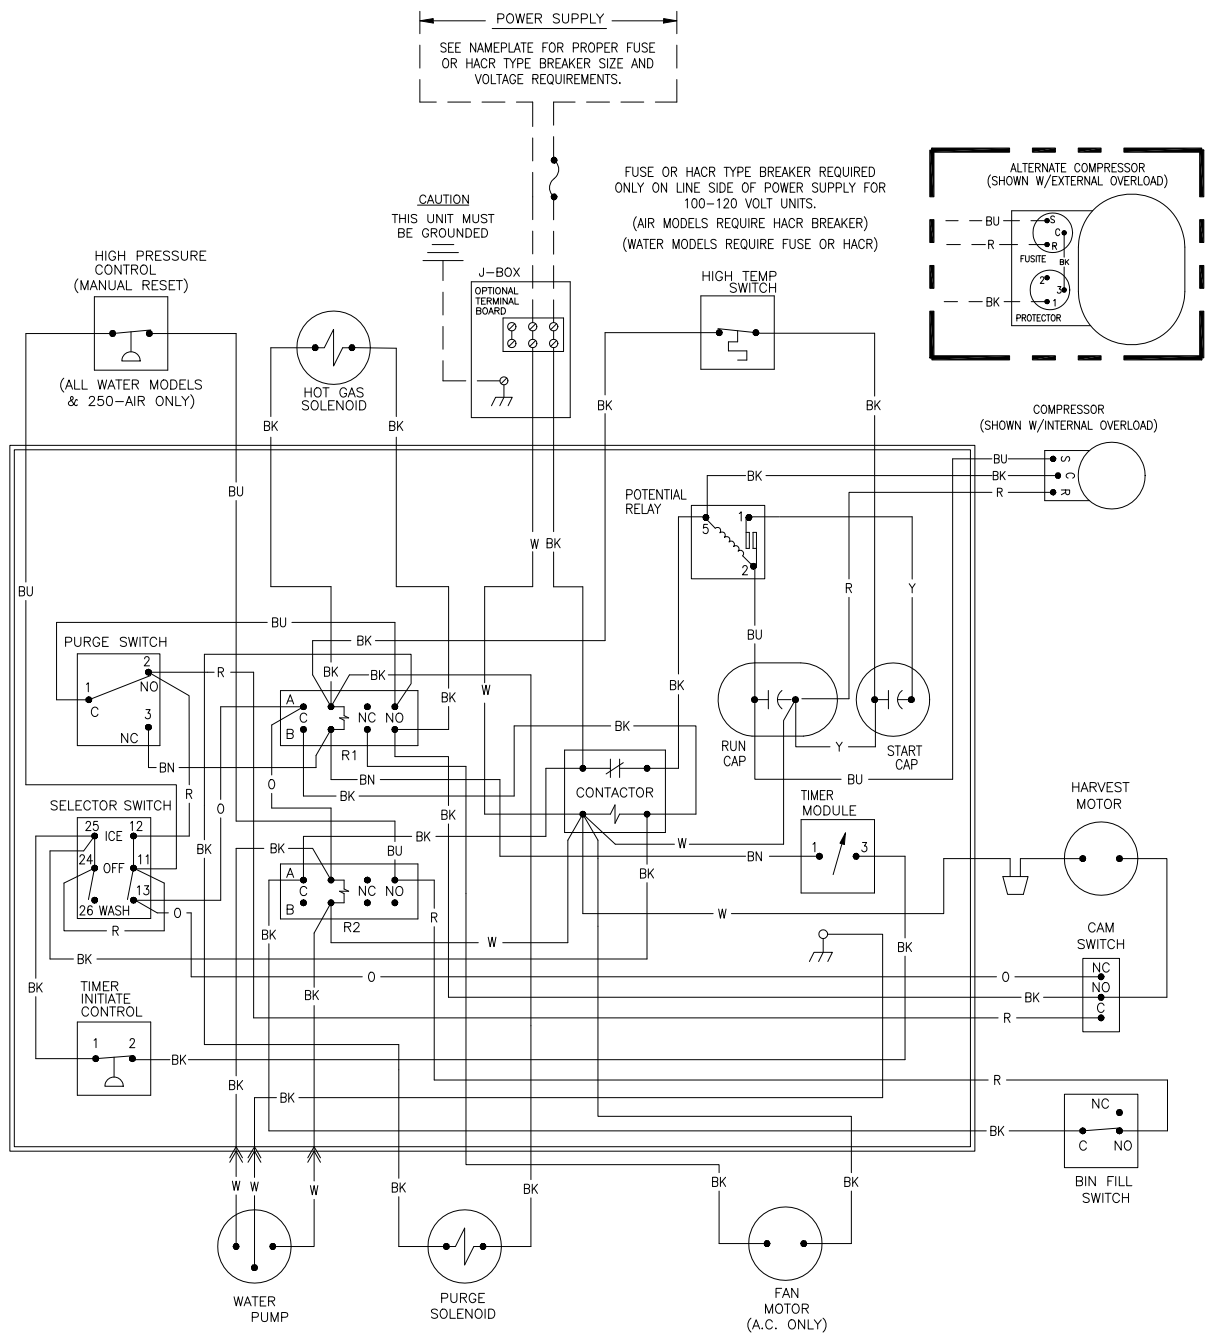 POWER SUPPLY
SEE NAMEPLATE FOR PROPER FUSE
OR HACR TYPE BREAKER SIZE AND
VOLTAGE REQUIREMENTS.
FUSE OR HACR TYPE BREAKER REQUIRED
ONLY ON LINE SIDE OF POWER SUPPLY FOR
100-120 VOLT UNITS.
(AIR MODELS REQUIRE HACR BREAKER)
(WATER MODELS REQUIRE FUSE OR HACR)
ALTERNATE COMPRESSOR
(SHOWN W/EXTERNAL OVERLOAD)
BU
S
C
R
R
FUSITE
BK
2
3
BK
1
PROTECTOR
CAUTION
THIS UNIT MUST
BE GROUNDED
HIGH PRESSURE
CONTROL
(MANUAL RESET)
(ALL WATER MODELS
& 250-AIR ONLY)
HOT GAS
SOLENOID
J-BOX
OPTIONAL
TERMINAL
BOARD
HIGH TEMP
SWITCH
BK
BK
COMPRESSOR
(SHOWN W/INTERNAL OVERLOAD)
BK
BK
BU
S
BK
BK
C
R
R
POTENTIAL
RELAY
5
1
2
BU
W
BK
BU
R
Y
BU
PURGE SWITCH
2
NO
1
C
3
NC
BU
BK
R
BK
BK
BU
BK
W
BK
A
C
NC
NO
B
R1
BK
RUN
CAP
START
CAP
Y
BN
BN
BK
O
O
R
BU
CONTACTOR
SELECTOR SWITCH
25
ICE
12
24
OFF
11
26
WASH
13
O
R
BK
BK
BK
BU
BK
BK
W
TIMER
MODULE
1
3
BN
HARVEST
MOTOR
A
C
NC
NO
B
R2
BK
R
W
W
BK
BK
CAM
SWITCH
NC
NO
C
O
O
BK
R
TIMER
INITIATE
CONTROL
1
2
BK
BK
BK
BK
BK
R
BK
NC
C
NO
BIN FILL
SWITCH
W
W
W
BK
BK
BK
BK
WATER
PUMP
PURGE
SOLENOID
FAN
MOTOR
(A.C. ONLY)